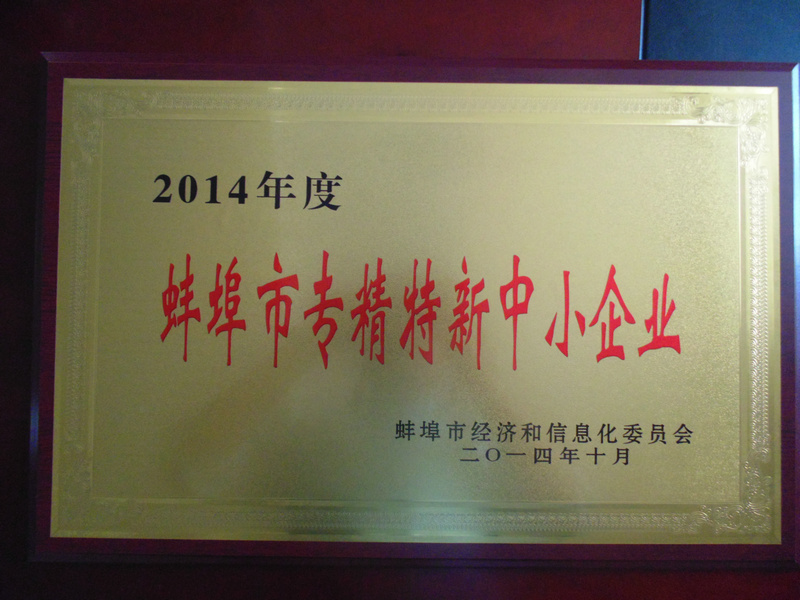 2014年度
蚌埠市专精特新中小企业
蚌埠市经济和信息化委员会
二〇一四年十月